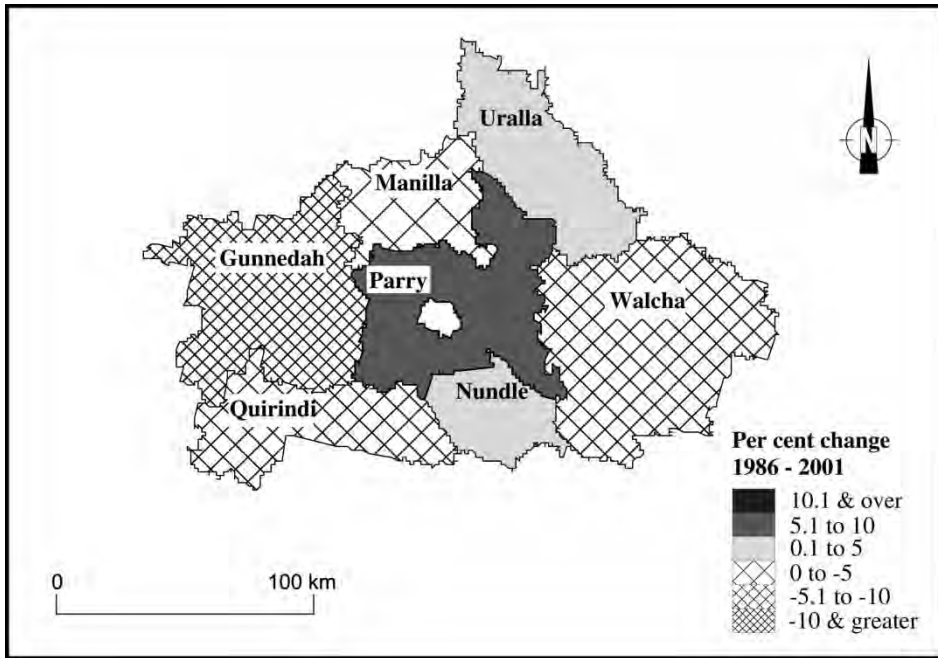 Uralla
N
Manilla
Gunnedah
Parry
Walcha
Nundle
Quirindi
Per cent change
1986 - 2001
10.1 & over
5.1 to 10
0.1 to 5
0 to -5
-5.1 to -10
-10 & greater
0 100 km